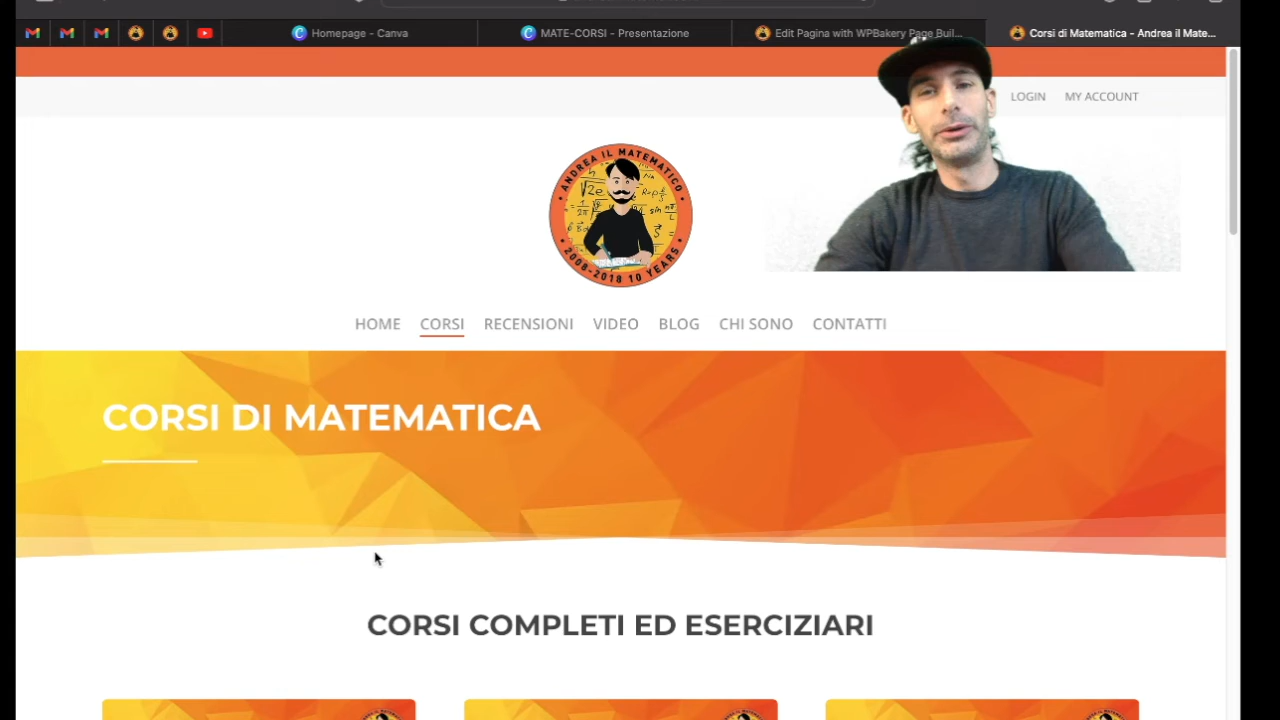 Homepage - Canva
MATE-CORSI - Presentazione
Edit Pagina with WPBakery Page Buil...
Corsi di Matematica - Andrea il Mate...
LOGIN
MY ACCOUNT
ANDREA IL MATEMATICO
2008-2018 10 YEARS
HOME CORSI RECENSIONI VIDEO BLOG CHI SONO CONTATTI
CORSI DI MATEMATICA
CORSI COMPLETI ED ESERCIZIARI